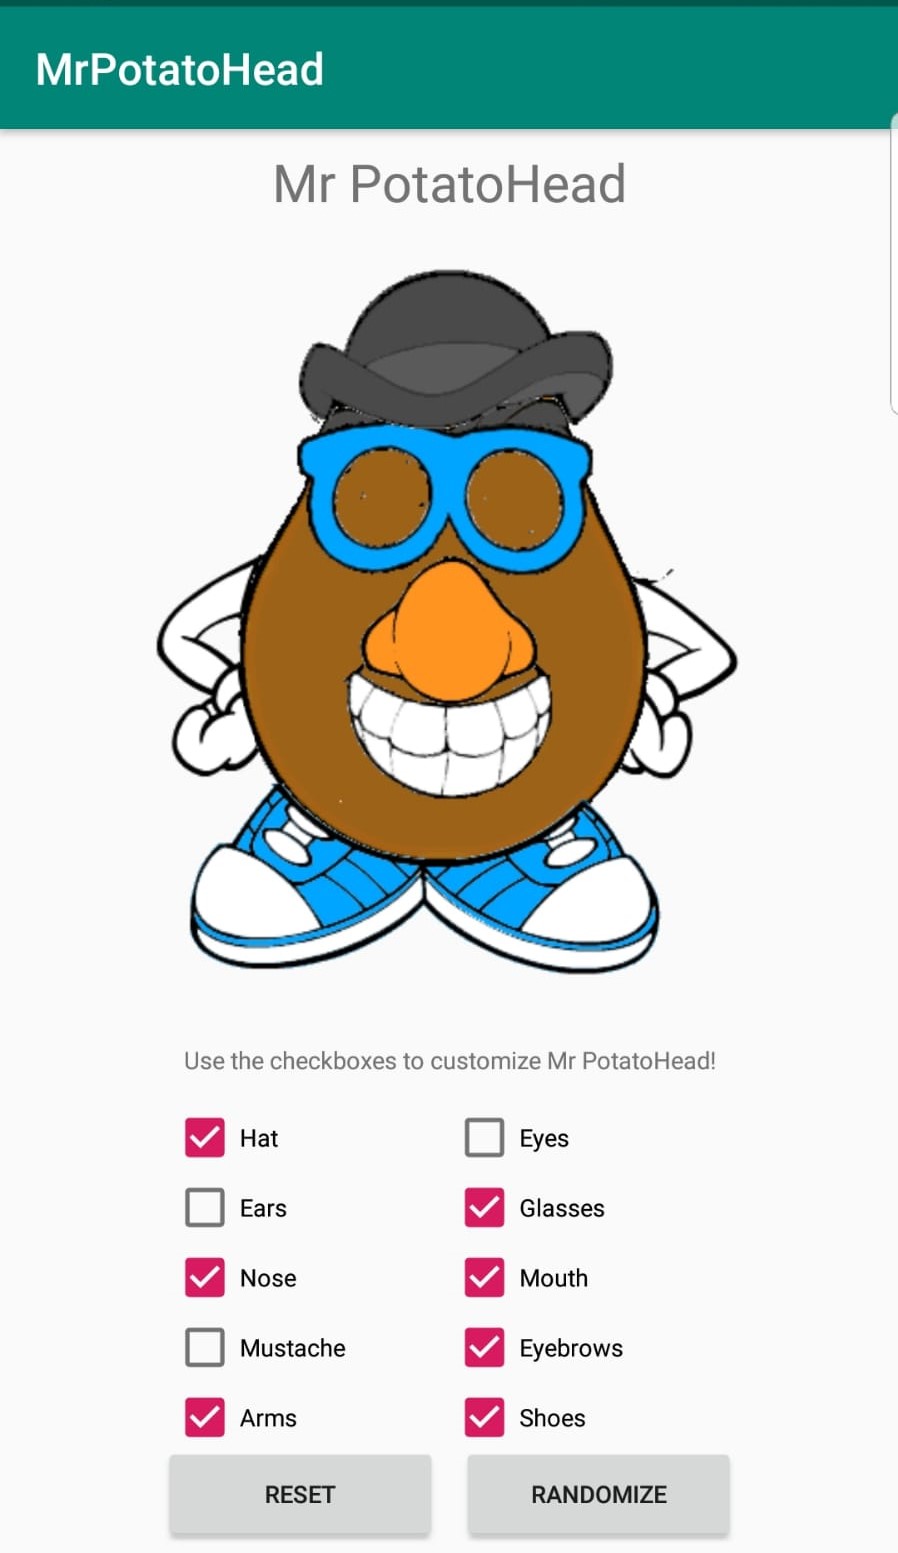 MrPotatoHead
Mr PotatoHead
Use the checkboxes to customize Mr PotatoHead!
Hat
Eyes
Ears
Glasses
Nose
Mouth
Mustache
Eyebrows
Arms
Shoes
RESET
RANDOMIZE